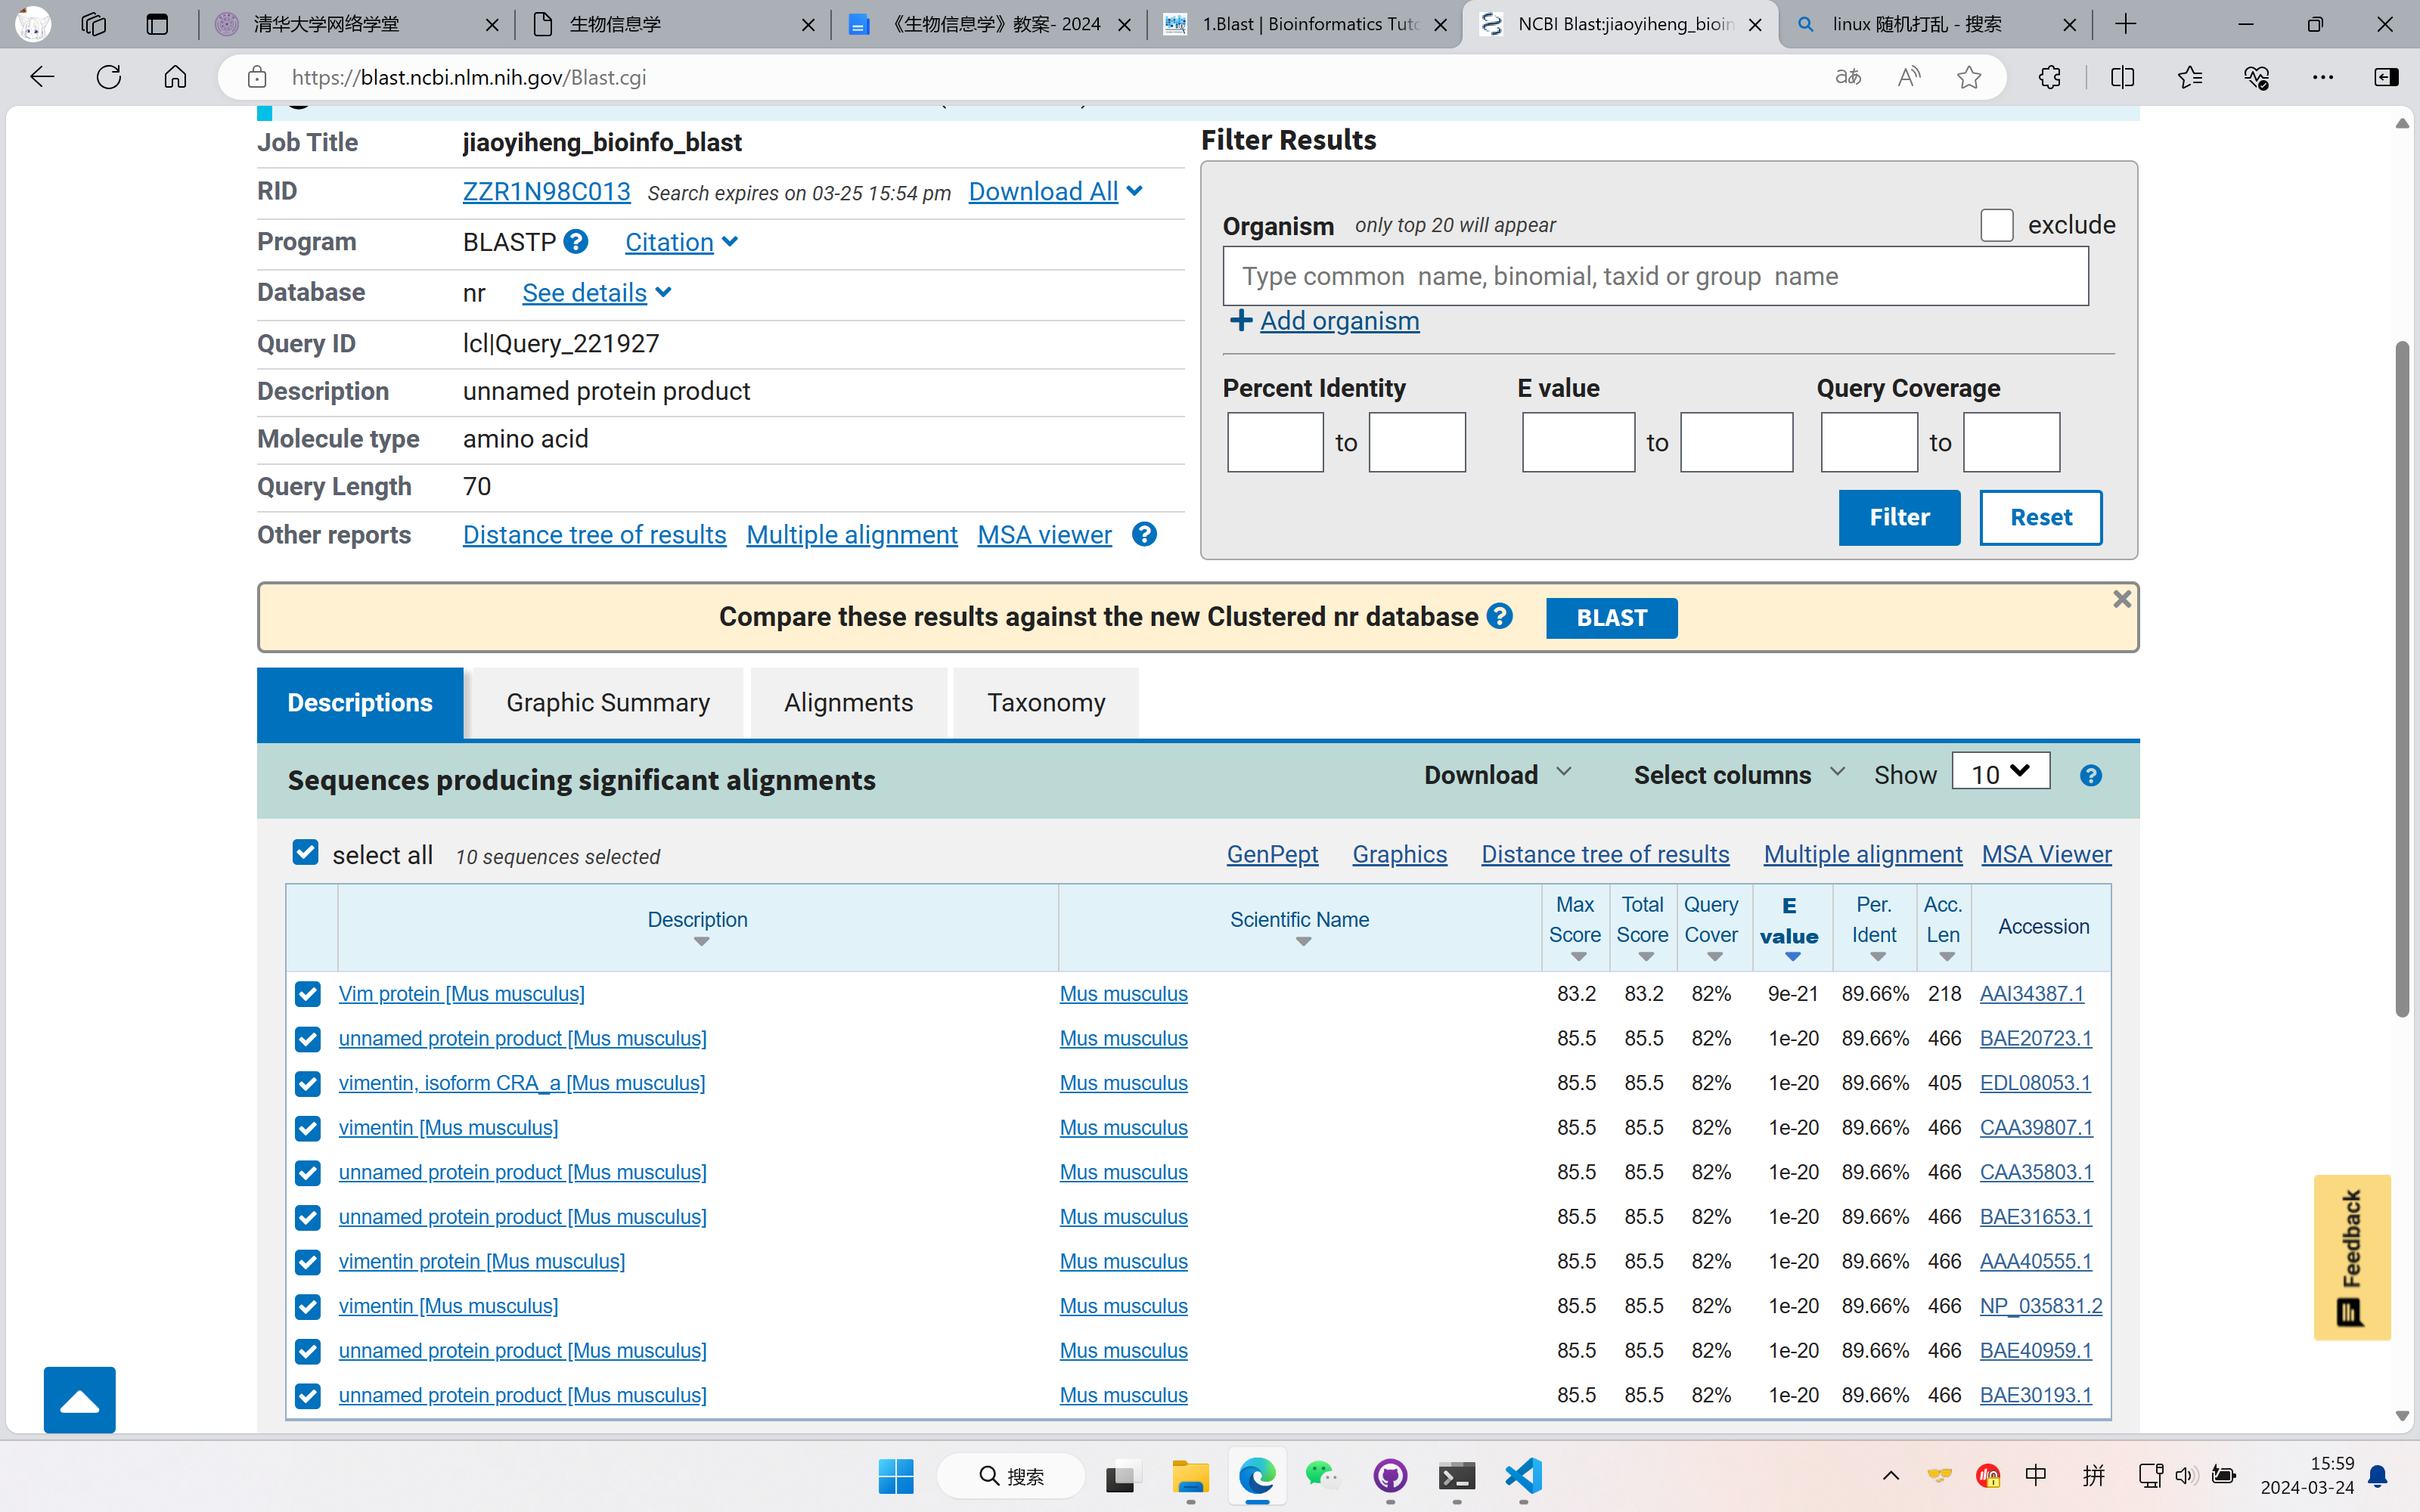 清华大学网络学堂
生物信息学
《生物信息学》教案- 2024
1.Blast | Bioinformatics Tuto
NCBI Blast:jiaoyiheng_bioin
linux 随机打乱 - 搜索
https://blast.ncbi.nlm.nih.gov/Blast.cgi
Job Title jiaoyiheng_bioinfo_blast
RID ZZR1N98C013 Search expires on 03-25 15:54 pm Download All
Program BLASTP Citation
Database nr See details
Query ID lcl|Query_221927
Description unnamed protein product
Molecule type amino acid
Query Length 70
Other reports Distance tree of results Multiple alignment MSA viewer
Filter Results
Organism only top 20 will appear exclude
Type common name, binomial, taxid or group name
Add organism
Percent Identity E value Query Coverage
to to to
Filter Reset
Compare these results against the new Clustered nr database BLAST
Descriptions Graphic Summary Alignments Taxonomy
Sequences producing significant alignments Download Select columns Show 10
select all 10 sequences selected GenPept Graphics Distance tree of results Multiple alignment MSA Viewer
Description Scientific Name Max Score Total Score Query Cover E value Per. Ident Acc. Len Accession
Vim protein [Mus musculus] Mus musculus 83.2 83.2 82% 9e-21 89.66% 218 AAI34387.1
unnamed protein product [Mus musculus] Mus musculus 85.5 85.5 82% 1e-20 89.66% 466 BAE20723.1
vimentin, isoform CRA_a [Mus musculus] Mus musculus 85.5 85.5 82% 1e-20 89.66% 405 EDL08053.1
vimentin [Mus musculus] Mus musculus 85.5 85.5 82% 1e-20 89.66% 466 CAA39807.1
unnamed protein product [Mus musculus] Mus musculus 85.5 85.5 82% 1e-20 89.66% 466 CAA35803.1
unnamed protein product [Mus musculus] Mus musculus 85.5 85.5 82% 1e-20 89.66% 466 BAE31653.1
vimentin protein [Mus musculus] Mus musculus 85.5 85.5 82% 1e-20 89.66% 466 AAA40555.1
vimentin [Mus musculus] Mus musculus 85.5 85.5 82% 1e-20 89.66% 466 NP_035831.2
unnamed protein product [Mus musculus] Mus musculus 85.5 85.5 82% 1e-20 89.66% 466 BAE40959.1
unnamed protein product [Mus musculus] Mus musculus 85.5 85.5 82% 1e-20 89.66% 466 BAE30193.1
Feedback
搜索
中
拼
15:59
2024-03-24